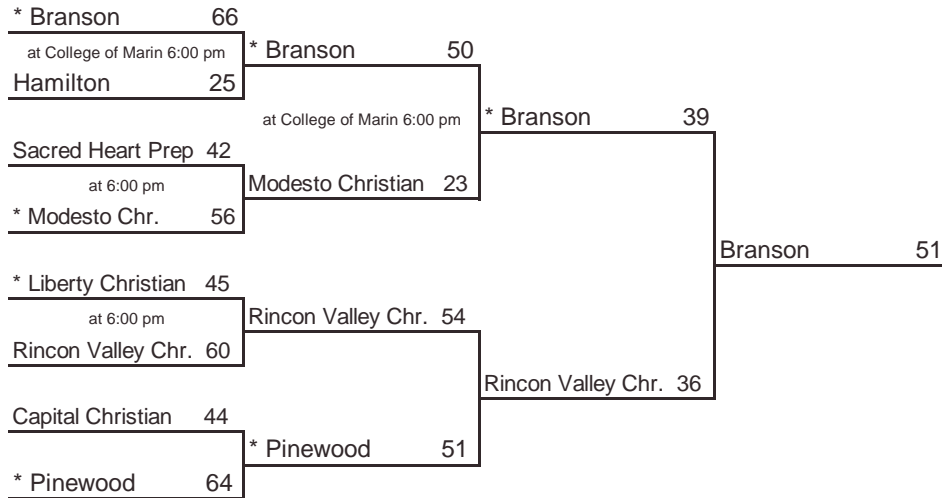 * Branson 66
at College of Marin 6:00 pm
Hamilton 25
Sacred Heart Prep 42
at 6:00 pm
* Modesto Chr. 56
* Liberty Christian 45
at 6:00 pm
Rincon Valley Chr. 60
Capital Christian 44
* Pinewood 64
* Branson 50
at College of Marin 6:00 pm
Modesto Christian 23
Rincon Valley Chr. 54
* Pinewood 51
* Branson 39
Rincon Valley Chr. 36
Branson 51